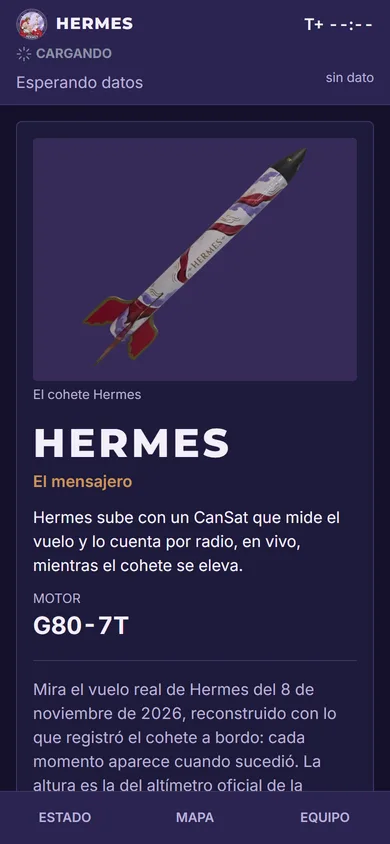 HERMES
T+ --:--
CARGANDO
Esperando datos
sin dato
HERMES
El cohete Hermes
HERMES
El mensajero
Hermes sube con un CanSat que mide el
vuelo y lo cuenta por radio, en vivo,
mientras el cohete se eleva.
MOTOR
G80-7T
Mira el vuelo real de Hermes del 8 de
noviembre de 2026, reconstruido con lo
que registró el cohete a bordo: cada
momento aparece cuando sucedió. La
altura es la del altímetro oficial de la
ESTADO
MAPA
EQUIPO